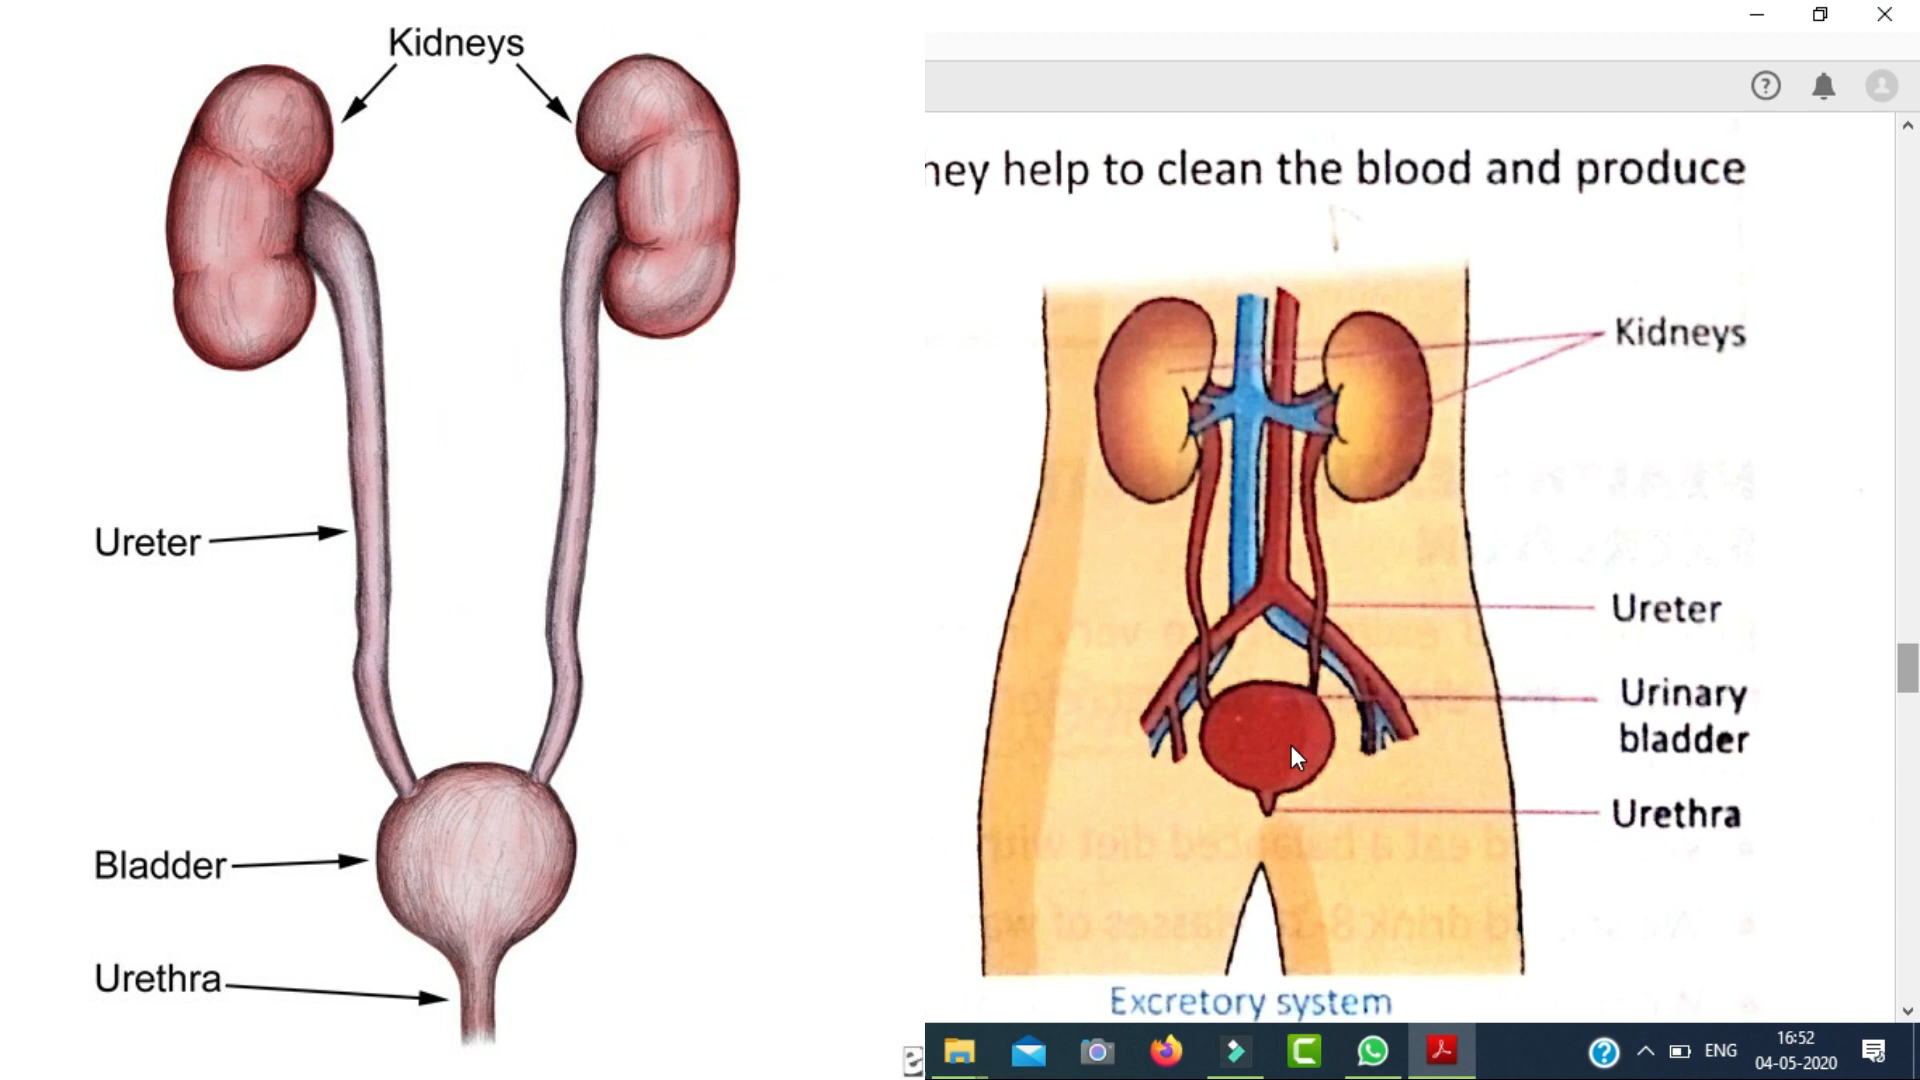 Kidneys
Ureter
Bladder
Urethra
hey help to clean the blood and produce
Kidneys
Ureter
Urinary
bladder
Urethra
Excretory system
ENG
16:52
04-05-2020